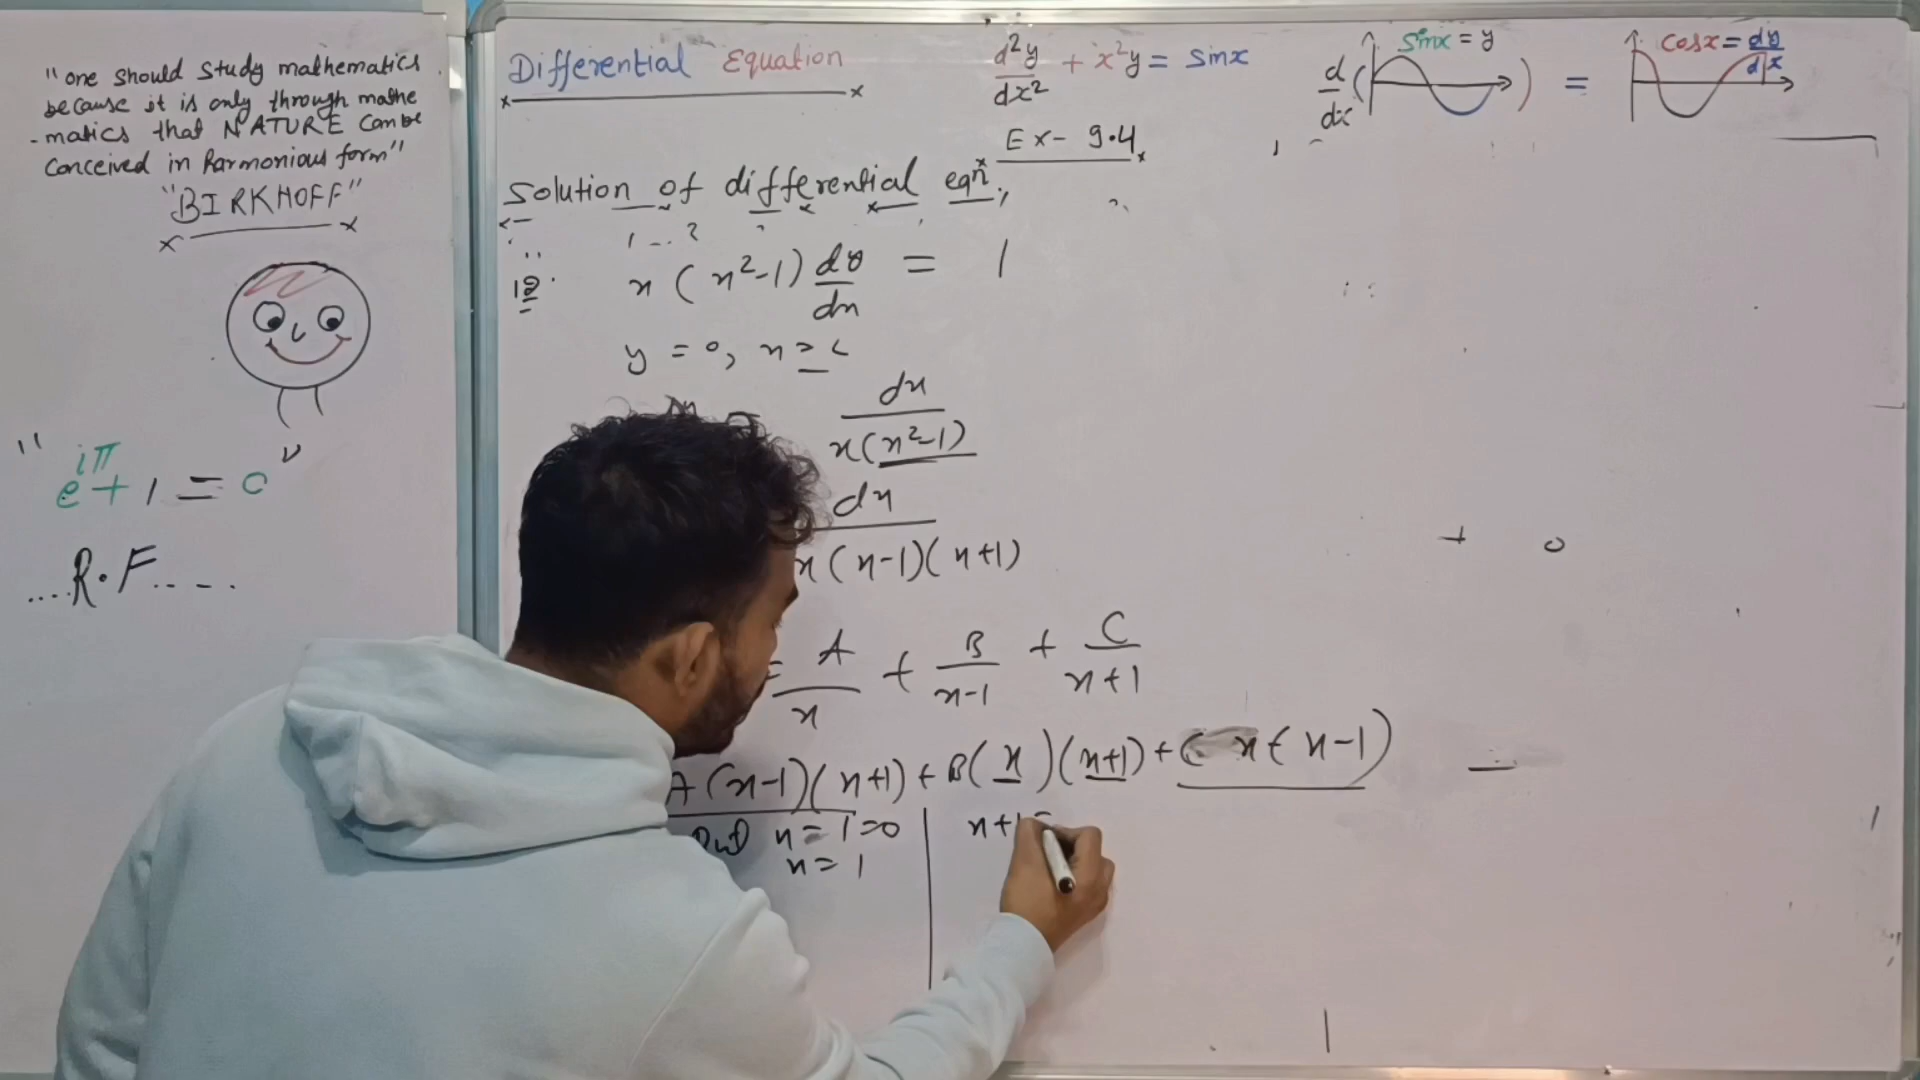 "one should study mathematics
because it is only through mathe
-matics that NATURE can be
conceived in harmonious form"
"BIRKHOFF"
"e^{iπ} + 1 = 0"
....R.F....
Differential Equation
d²y/dx² + x²y = sinx
d/dx ( sinx = y ) = cosx = dy/dx
Ex- 9.4
Solution of differential eqn.,
12. x(x²-1) dy/dx = 1
y = 0, x = 2
dx / x(x²-1)
dx / x(x-1)(x+1)
= A/x + B/x-1 + C/x+1
A(x-1)(x+1) + B(x)(x+1) + C x(x-1)
Put x-1=0 | x+1=
x = 1